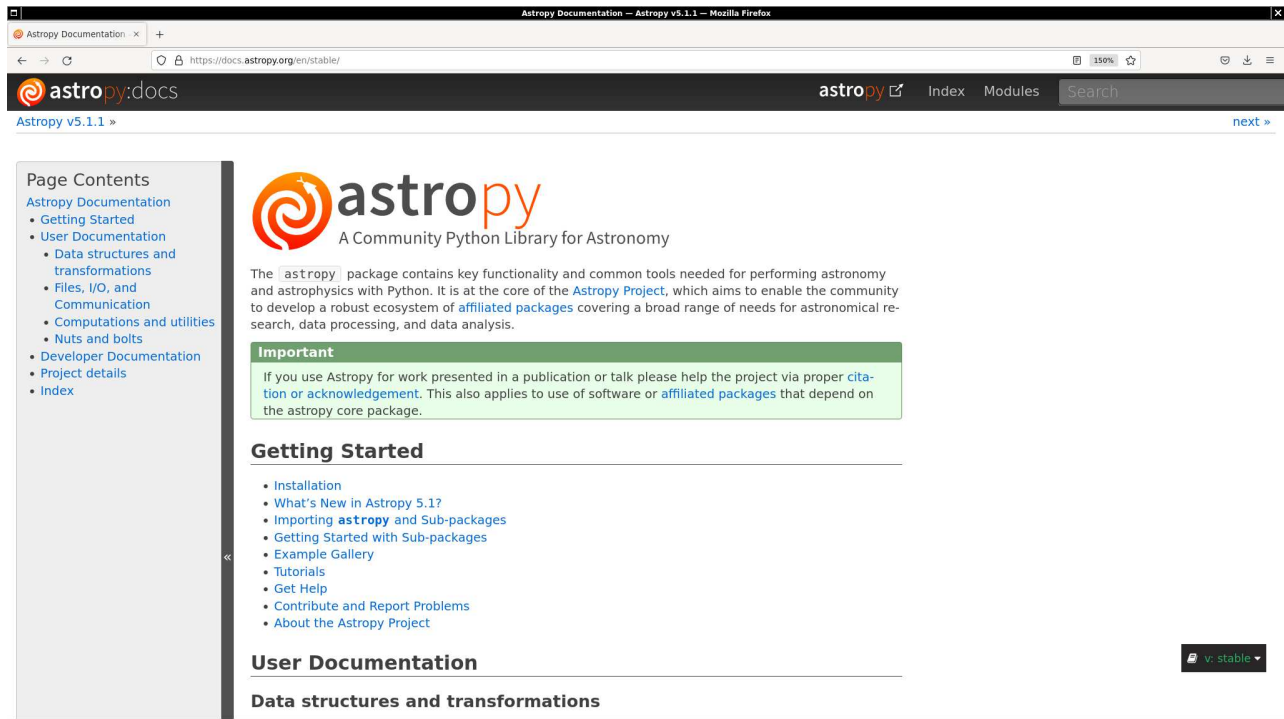 Astropy Documentation — Astropy v5.1.1 — Mozilla Firefox
Astropy Documentation
https://docs.astropy.org/en/stable/
150%
astropy:docs
astropy
Index
Modules
Search
Astropy v5.1.1 »
next »
Page Contents
Astropy Documentation
• Getting Started
• User Documentation
• Data structures and
transformations
• Files, I/O, and
Communication
• Computations and utilities
• Nuts and bolts
• Developer Documentation
• Project details
• Index
«
astropy
A Community Python Library for Astronomy
The astropy package contains key functionality and common tools needed for performing astronomy
and astrophysics with Python. It is at the core of the Astropy Project, which aims to enable the community
to develop a robust ecosystem of affiliated packages covering a broad range of needs for astronomical re-
search, data processing, and data analysis.
Important
If you use Astropy for work presented in a publication or talk please help the project via proper cita-
tion or acknowledgement. This also applies to use of software or affiliated packages that depend on
the astropy core package.
Getting Started
• Installation
• What's New in Astropy 5.1?
• Importing astropy and Sub-packages
• Getting Started with Sub-packages
• Example Gallery
• Tutorials
• Get Help
• Contribute and Report Problems
• About the Astropy Project
User Documentation
Data structures and transformations
v: stable